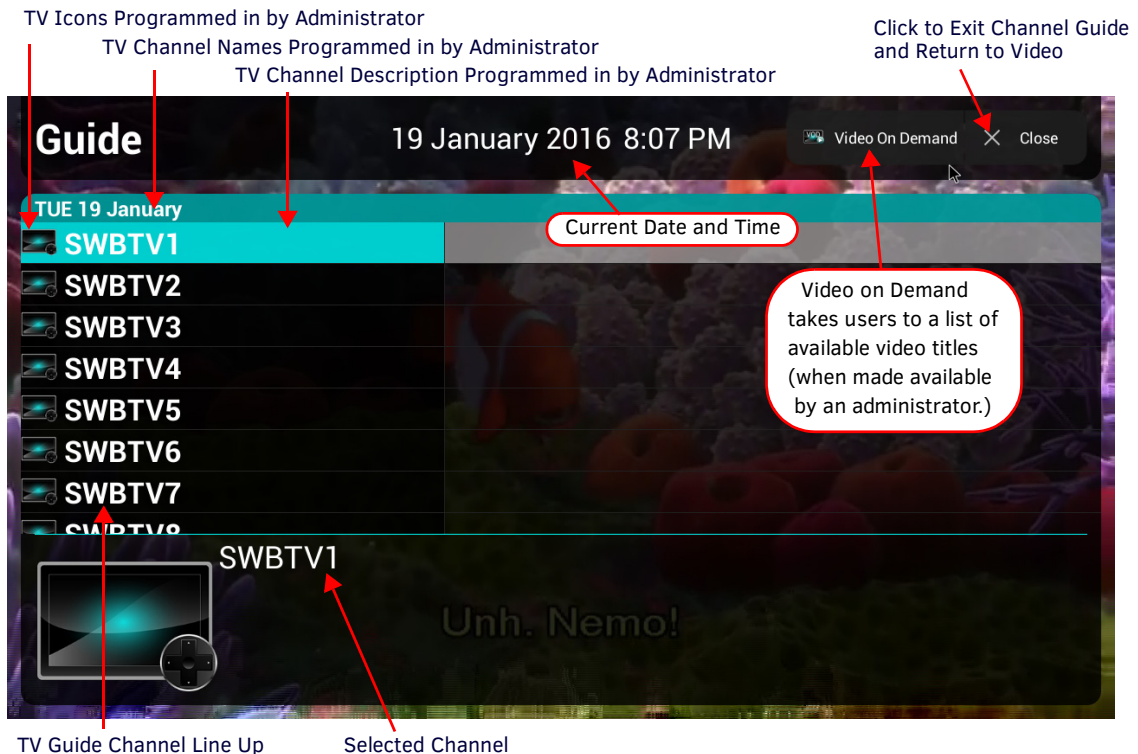 TV Icons Programmed in by Administrator
TV Channel Names Programmed in by Administrator
TV Channel Description Programmed in by Administrator
Click to Exit Channel Guide
and Return to Video
Guide
19 January 2016 8:07 PM
VOD
Video On Demand
Close
TUE 19 January
Current Date and Time
SWBTV1
SWBTV2
SWBTV3
SWBTV4
SWBTV5
SWBTV6
SWBTV7
SWBTV8
Video on Demand
takes users to a list of
available video titles
(when made available
by an administrator.)
SWBTV1
Unh. Nemo!
TV Guide Channel Line Up
Selected Channel